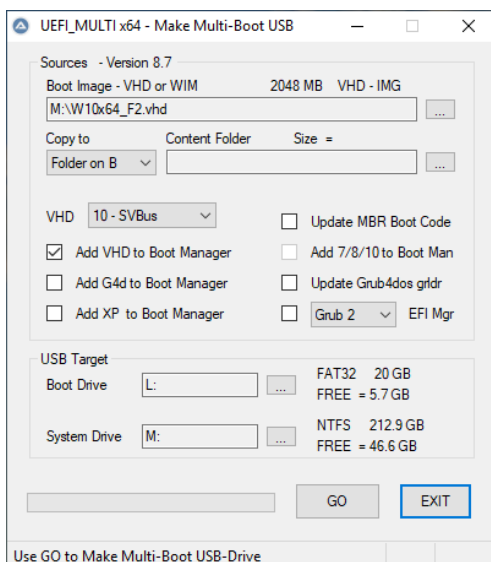 UEFI_MULTI x64 - Make Multi-Boot USB
Sources - Version 8.7
Boot Image - VHD or WIM 2048 MB VHD - IMG
M:\W10x64_F2.vhd ...
Copy to Content Folder Size =
Folder on B ...
VHD 10 - SVBus Update MBR Boot Code
Add VHD to Boot Manager Add 7/8/10 to Boot Man
Add G4d to Boot Manager Update Grub4dos grldr
Add XP to Boot Manager Grub 2 EFI Mgr
USB Target
Boot Drive L: ... FAT32 20 GB
FREE = 5.7 GB
System Drive M: ... NTFS 212.9 GB
FREE = 46.6 GB
GO EXIT
Use GO to Make Multi-Boot USB-Drive